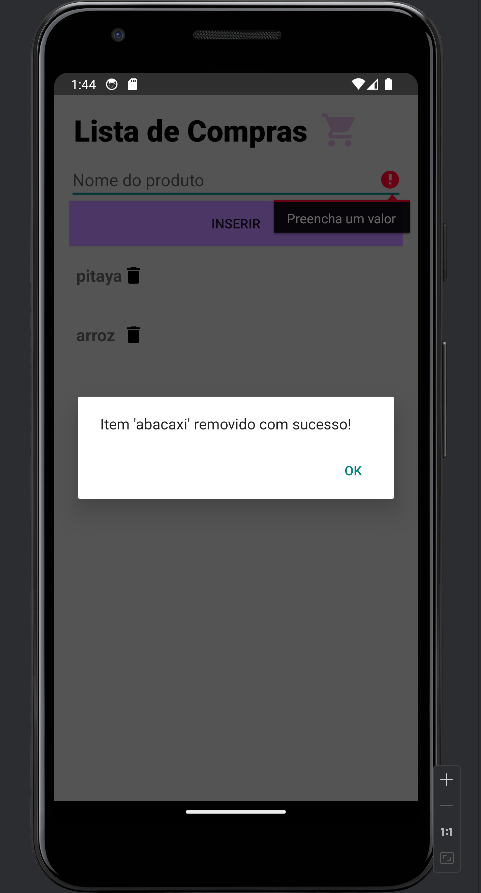 1:44
Lista de Compras
Nome do produto
INSERIR
Preencha um valor
pitaya
arroz
Item 'abacaxi' removido com sucesso!
OK
1:1